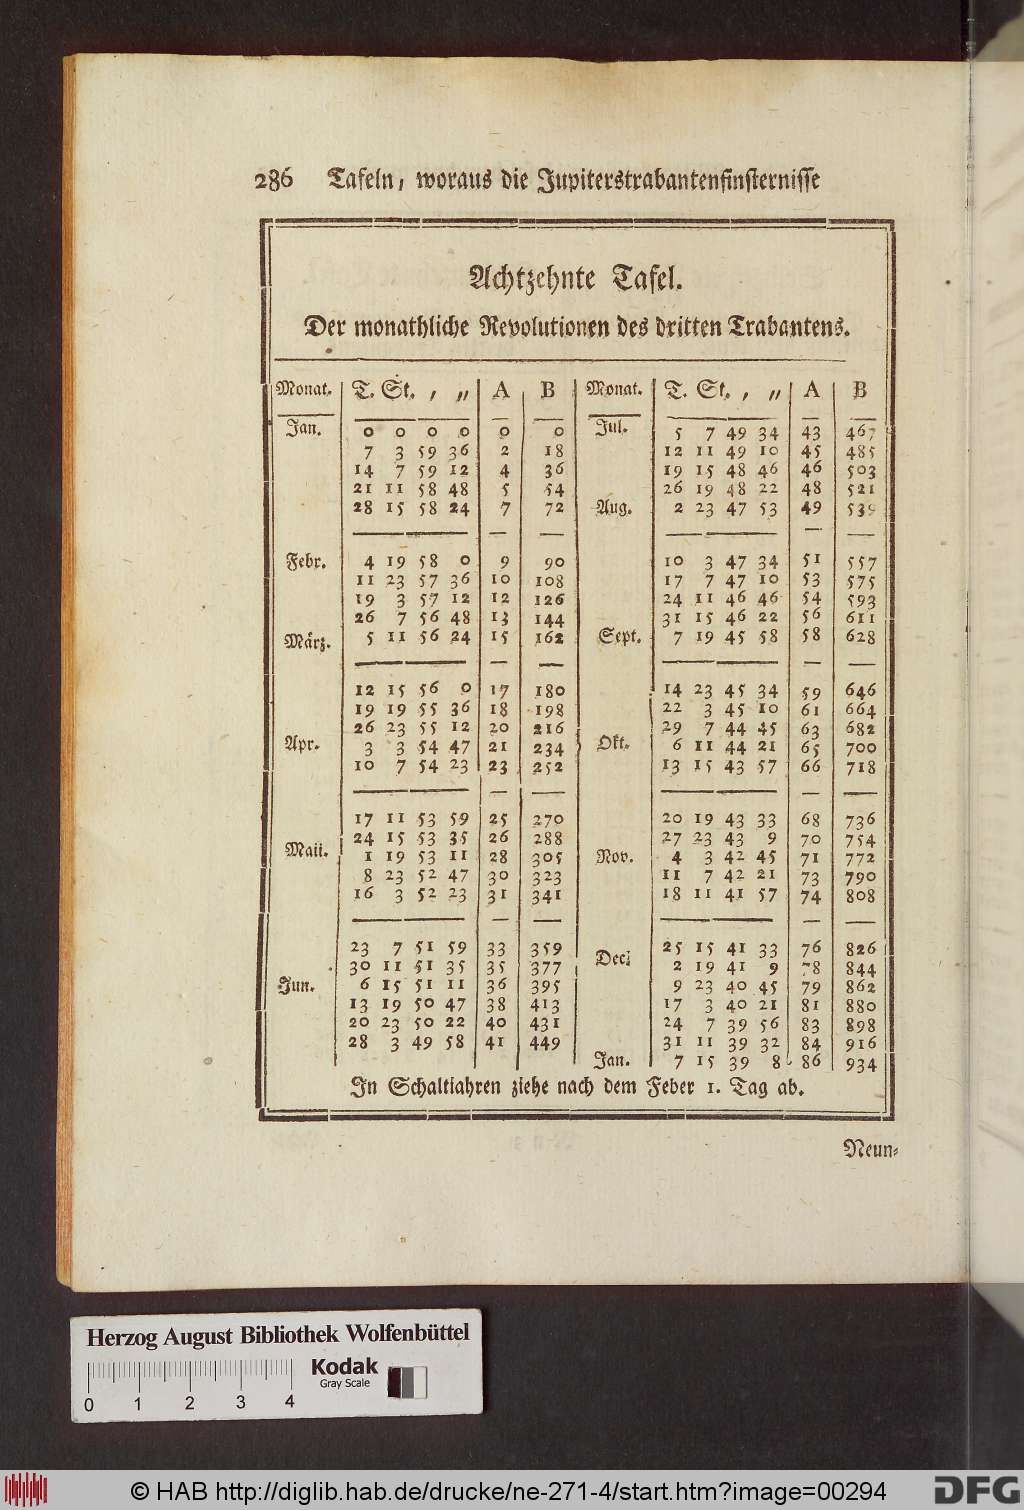 286 Tafeln, woraus die Jupiterstrabantenfinsternisse
Achtzehnte Tafel.
Der monathliche Revolutionen des dritten Trabantens.
Monat. T. St. , ,, A B
Jan. 0 0 0 0 0 0
7 3 59 36 2 18
14 7 59 12 4 36
21 11 58 48 5 54
28 15 58 24 7 72
Febr. 4 19 58 0 9 90
11 23 57 36 10 108
19 3 57 12 12 126
26 7 56 48 13 144
März. 5 11 56 24 15 162
12 15 56 0 17 180
19 19 55 36 18 198
26 23 55 12 20 216
Apr. 3 3 54 47 21 234
10 7 54 23 23 252
17 11 53 59 25 270
24 15 53 35 26 288
Maii. 1 19 53 11 28 305
8 23 52 47 30 323
16 3 52 23 31 341
23 7 51 59 33 359
30 11 51 35 35 377
Jun. 6 15 51 11 36 395
13 19 50 47 38 413
20 23 50 22 40 431
28 3 49 58 41 449
Monat. T. St. , ,, A B
Jul. 5 7 49 34 43 467
12 11 49 10 45 485
19 15 48 46 46 503
26 19 48 22 48 521
Aug. 2 23 47 53 49 539
10 3 47 34 51 557
17 7 47 10 53 575
24 11 46 46 54 593
31 15 46 22 56 611
Sept. 7 19 45 58 58 628
14 23 45 34 59 646
22 3 45 10 61 664
29 7 44 45 63 682
Okt. 6 11 44 21 65 700
13 15 43 57 66 718
20 19 43 33 68 736
27 23 43 9 70 754
Nov. 4 3 42 45 71 772
11 7 42 21 73 790
18 11 41 57 74 808
25 15 41 33 76 826
Dec. 2 19 41 9 78 844
9 23 40 45 79 862
17 3 40 21 81 880
24 7 39 56 83 898
31 11 39 32 84 916
Jan. 7 15 39 8 86 934
In Schaltiahren ziehe nach dem Feber 1. Tag ab.
Neun-
Herzog August Bibliothek Wolfenbüttel
Kodak
Gray Scale
0 1 2 3 4
© HAB http://diglib.hab.de/drucke/ne-271-4/start.htm?image=00294
DFG